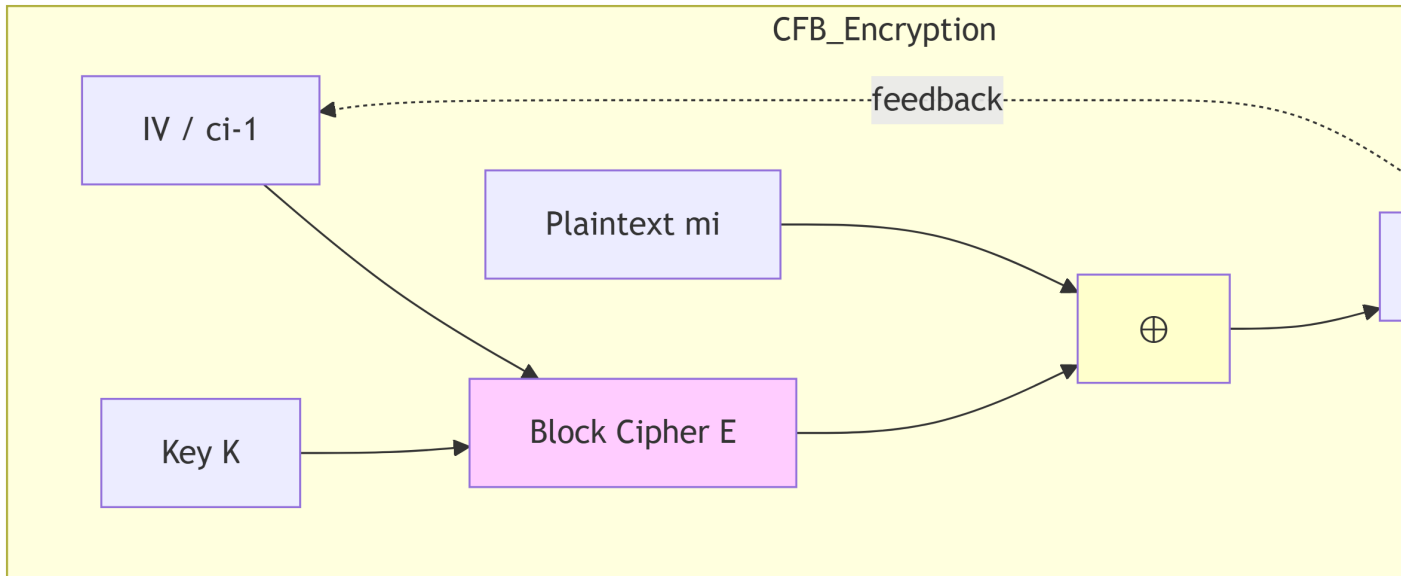 CFB_Encryption
feedback
IV / ci-1
Plaintext mi
⊕
Block Cipher E
Key K